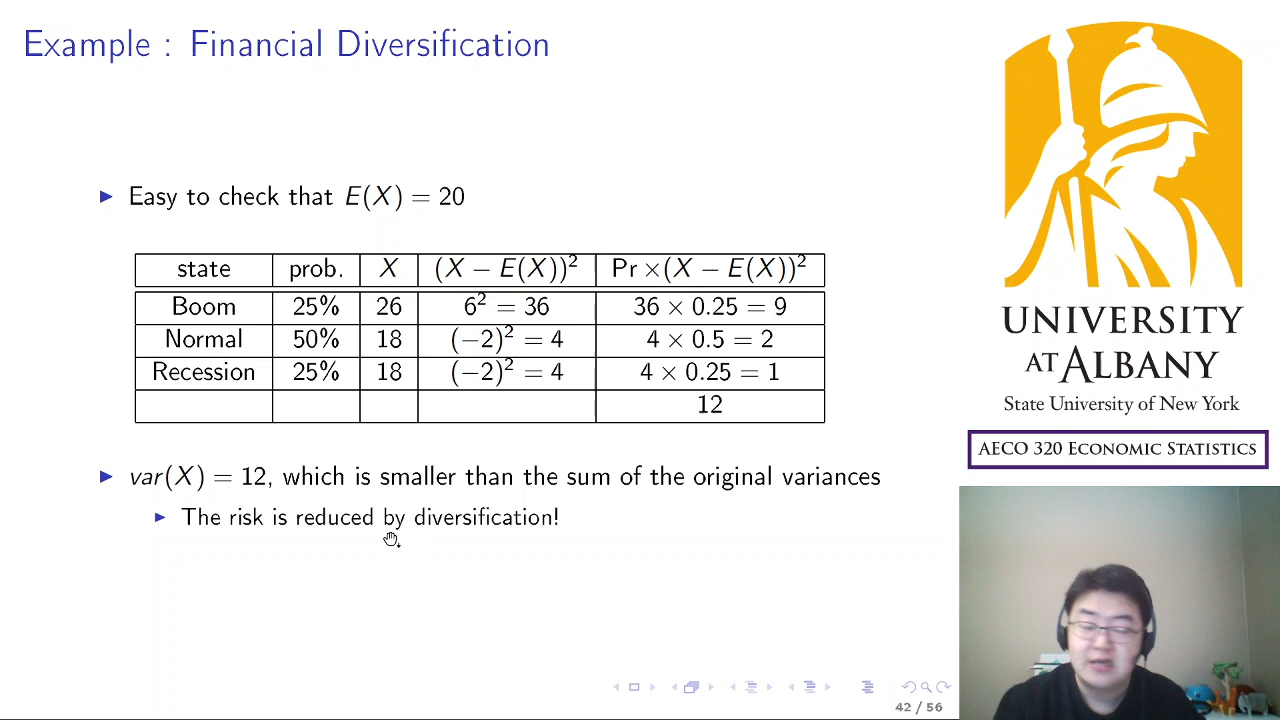 Example : Financial Diversification
▶ Easy to check that E(X) = 20
state prob. X (X − E(X))² Pr ×(X − E(X))²
Boom 25% 26 6² = 36 36 × 0.25 = 9
Normal 50% 18 (−2)² = 4 4 × 0.5 = 2
Recession 25% 18 (−2)² = 4 4 × 0.25 = 1
12
▶ var(X) = 12, which is smaller than the sum of the original variances
▶ The risk is reduced by diversification!
42 / 56
UNIVERSITY
AT ALBANY
State University of New York
AECO 320 ECONOMIC STATISTICS